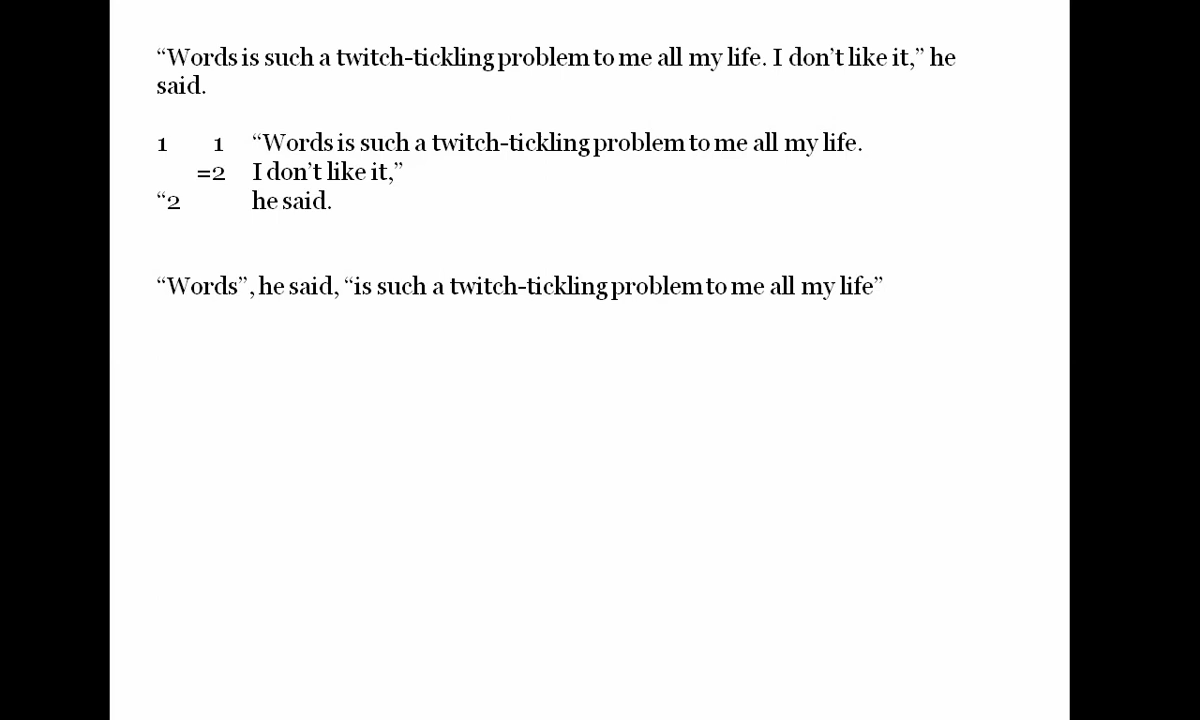 “Words is such a twitch-tickling problem to me all my life. I don’t like it,” he
said.
1 1 “Words is such a twitch-tickling problem to me all my life.
=2 I don’t like it,”
“2 he said.
“Words”, he said, “is such a twitch-tickling problem to me all my life”